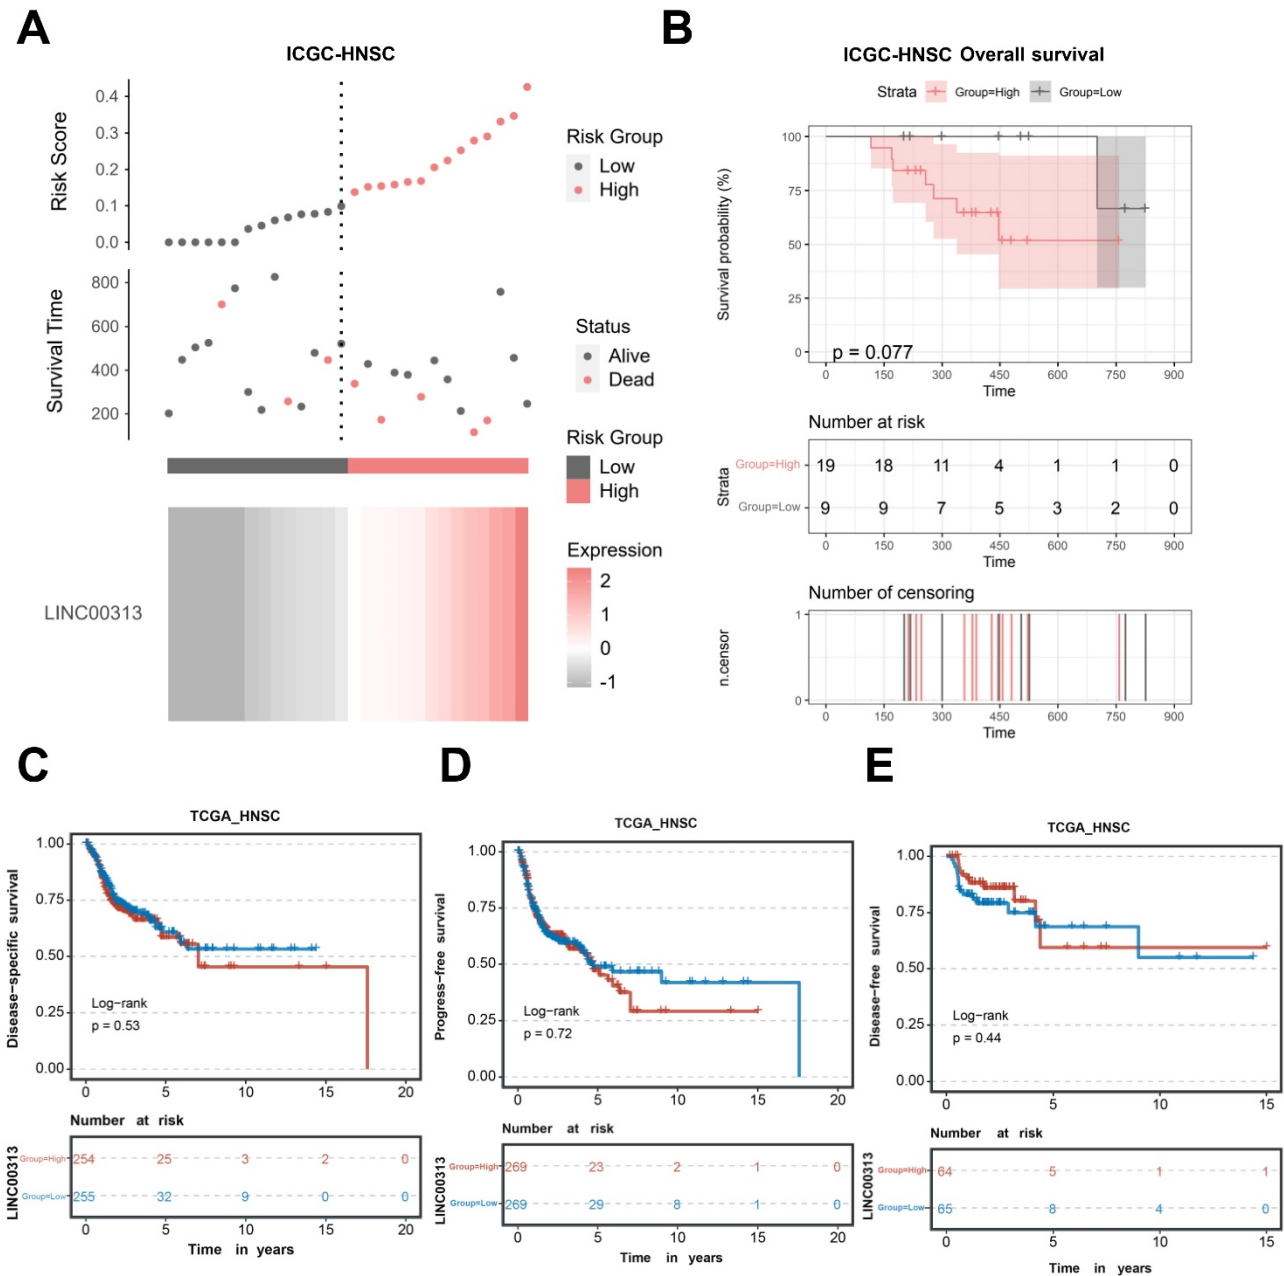 A
ICGC-HNSC
Risk Score
0.4
0.3
0.2
0.1
0.0
Risk Group
Low
High
Survival Time
800
600
400
200
Status
Alive
Dead
Risk Group
Low
High
LINC00313
Expression
2
1
0
-1
B
ICGC-HNSC Overall survival
Strata Group=High Group=Low
Survival probability (%)
100
75
50
25
0
p = 0.077
0 150 300 450 600 750 900
Time
Number at risk
Strata
Group=High 19 18 11 4 1 1 0
Group=Low 9 9 7 5 3 2 0
0 150 300 450 600 750 900
Time
Number of censoring
n.censor
1
0
0 150 300 450 600 750 900
Time
C
TCGA_HNSC
Disease-specific survival
1.00
0.75
0.50
0.25
0.00
Log-rank
p = 0.53
0 5 10 15 20
Number at risk
LINC00313
Group=High 254 25 3 2 0
Group=Low 255 32 9 0 0
0 5 10 15 20
Time in years
D
TCGA_HNSC
Progress-free survival
1.00
0.75
0.50
0.25
0.00
Log-rank
p = 0.72
0 5 10 15 20
Number at risk
LINC00313
Group=High 269 23 2 1 0
Group=Low 269 29 8 1 0
0 5 10 15 20
Time in years
E
TCGA_HNSC
Disease-free survival
1.00
0.75
0.50
0.25
0.00
Log-rank
p = 0.44
0 5 10 15
Number at risk
LINC00313
Group=High 64 5 1 1
Group=Low 65 8 4 0
0 5 10 15
Time in years